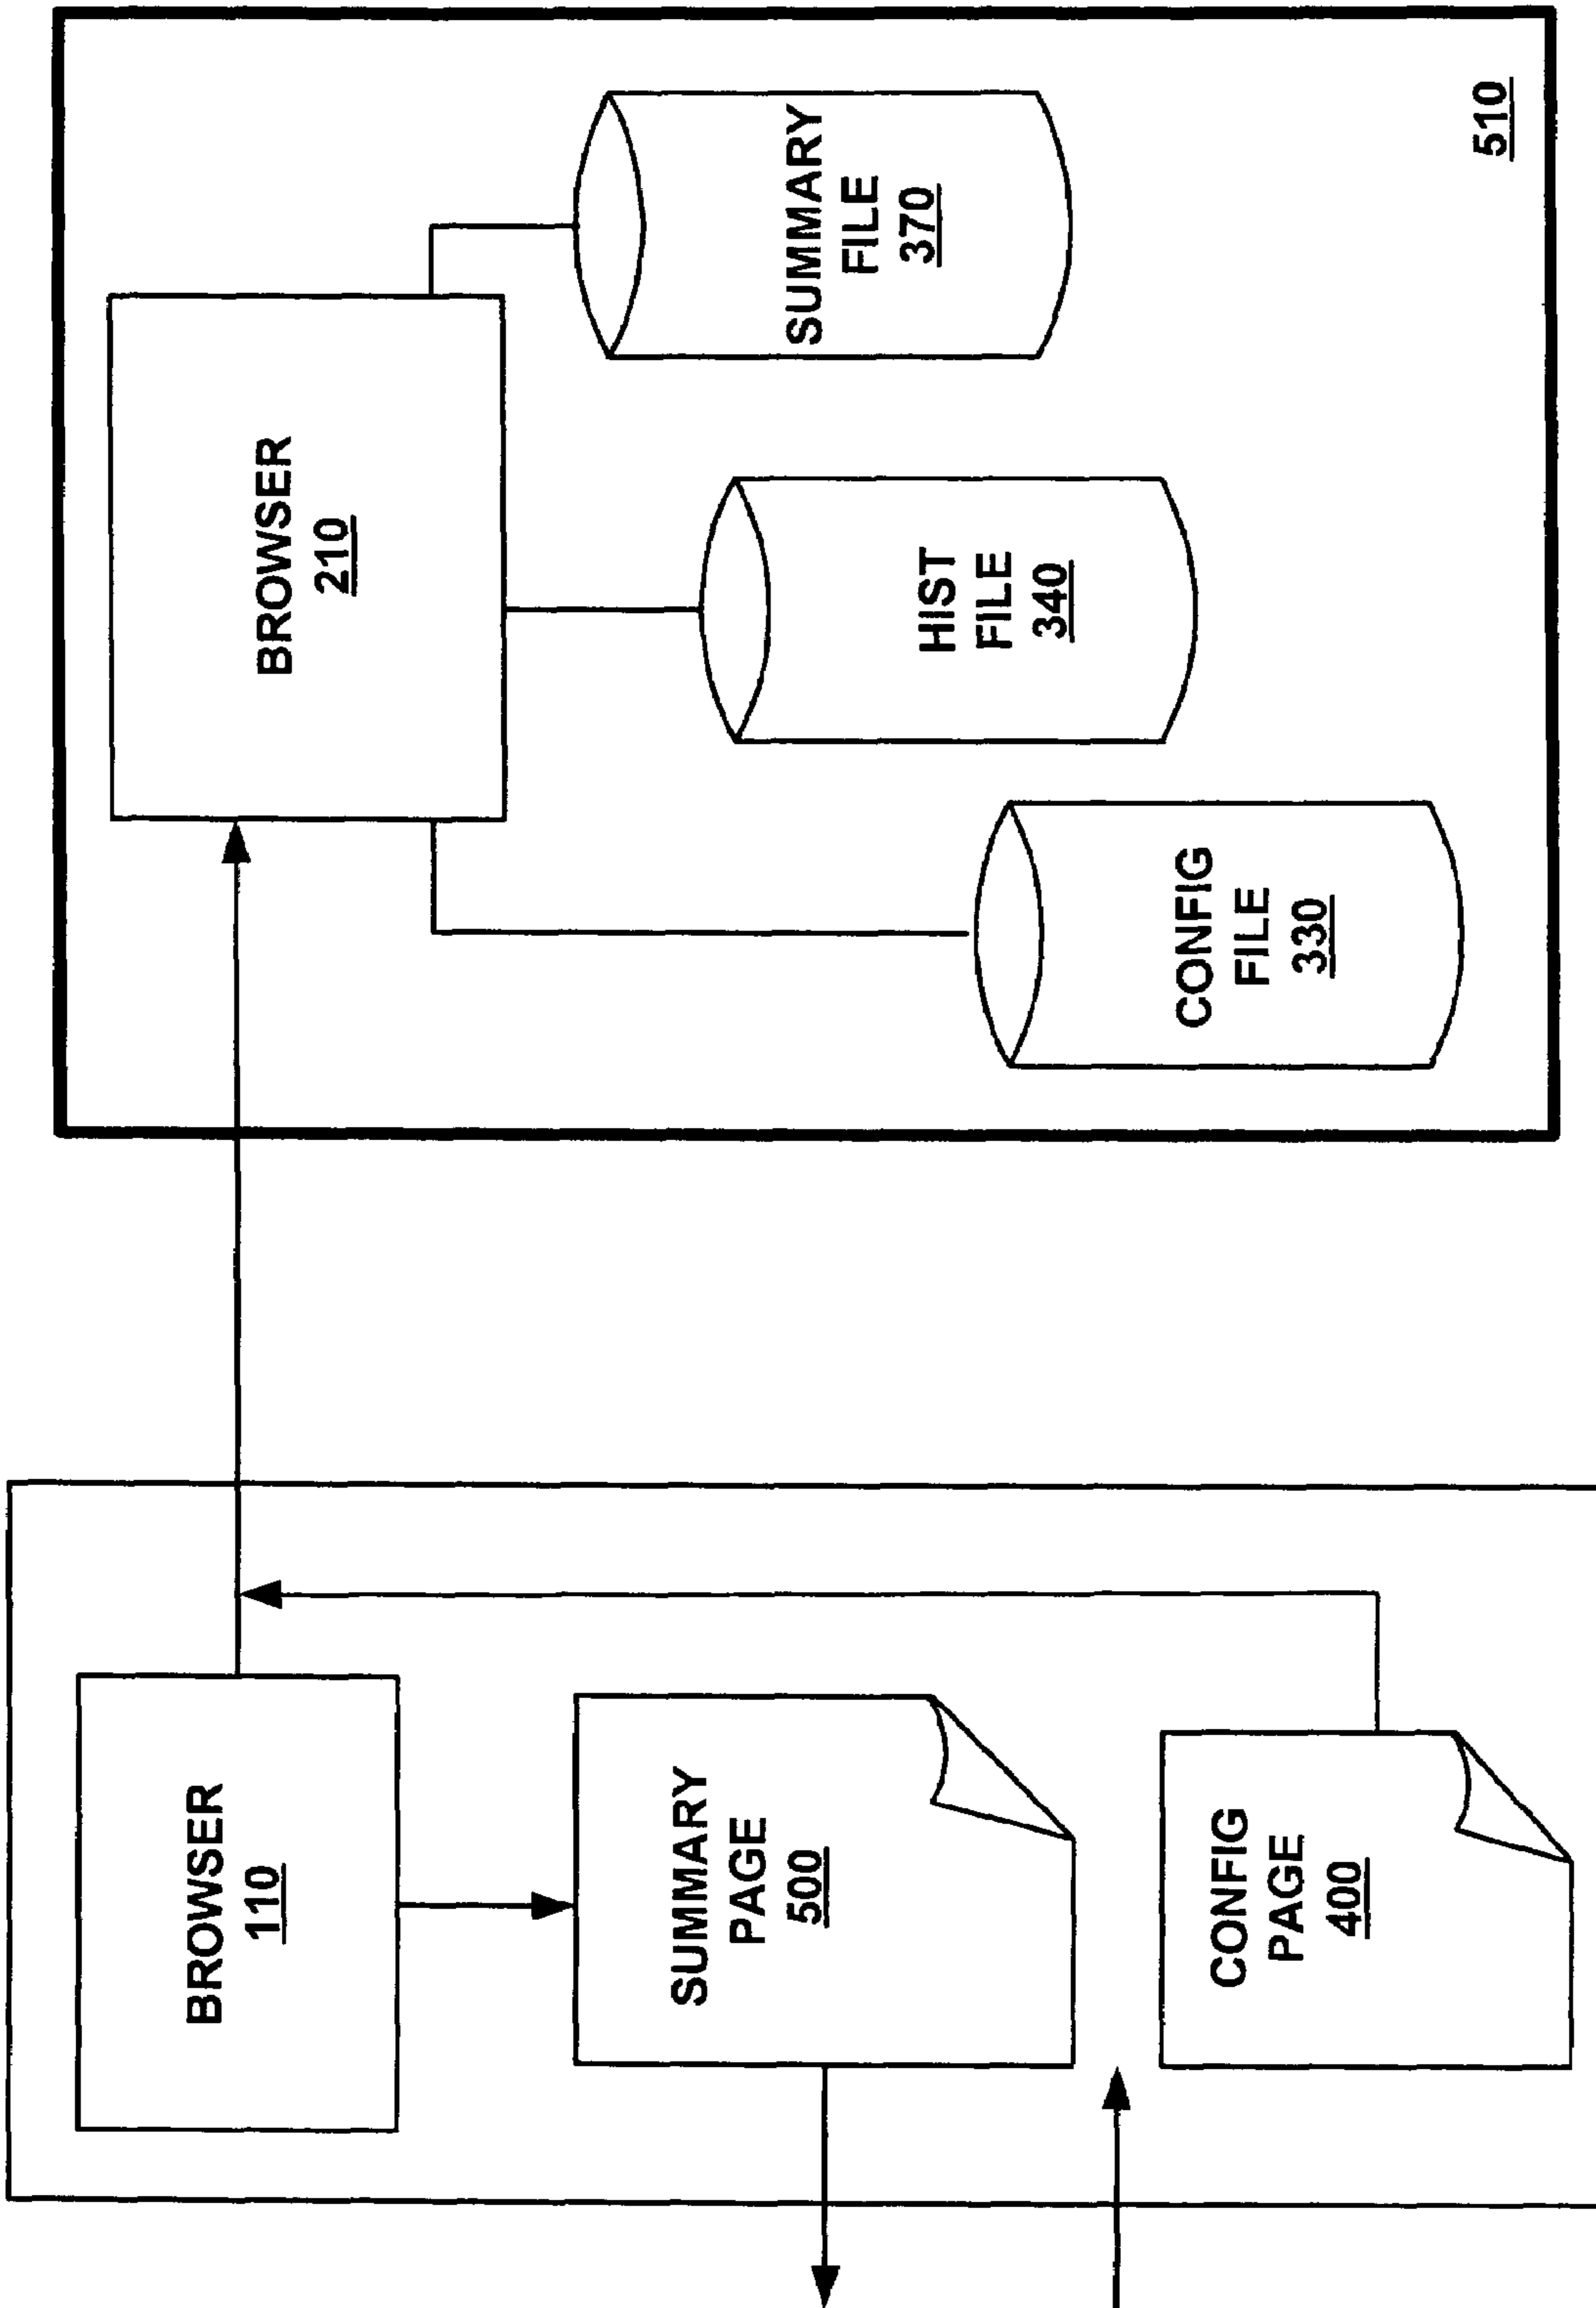 BROWSER
110
SUMMARY
PAGE
500
CONFIG
PAGE
400
BROWSER
210
SUMMARY
FILE
370
HIST
FILE
340
CONFIG
FILE
330
510